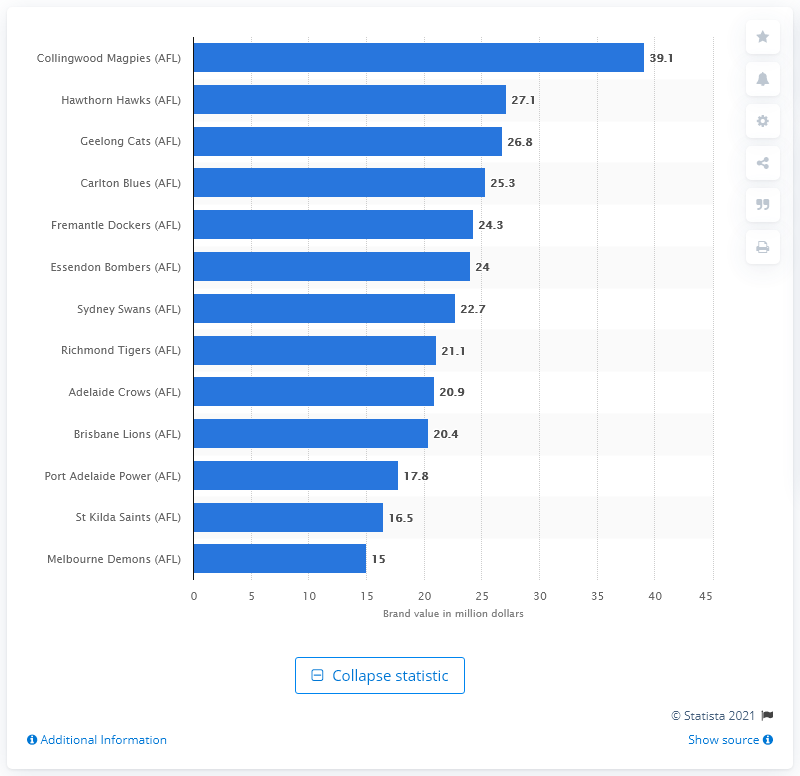 Collingwood Magpies (AFL) 39.1
Hawthorn Hawks (AFL) 27.1
Geelong Cats (AFL) 26.8
Carlton Blues (AFL) 25.3
Fremantle Dockers (AFL) 24.3
Essendon Bombers (AFL) 24
Sydney Swans (AFL) 22.7
Richmond Tigers (AFL) 21.1
Adelaide Crows (AFL) 20.9
Brisbane Lions (AFL) 20.4
Port Adelaide Power (AFL) 17.8
St Kilda Saints (AFL) 16.5
Melbourne Demons (AFL) 15
0 5 10 15 20 25 30 35 40 45
Brand value in million dollars
Collapse statistic
© Statista 2021
Additional Information Show source